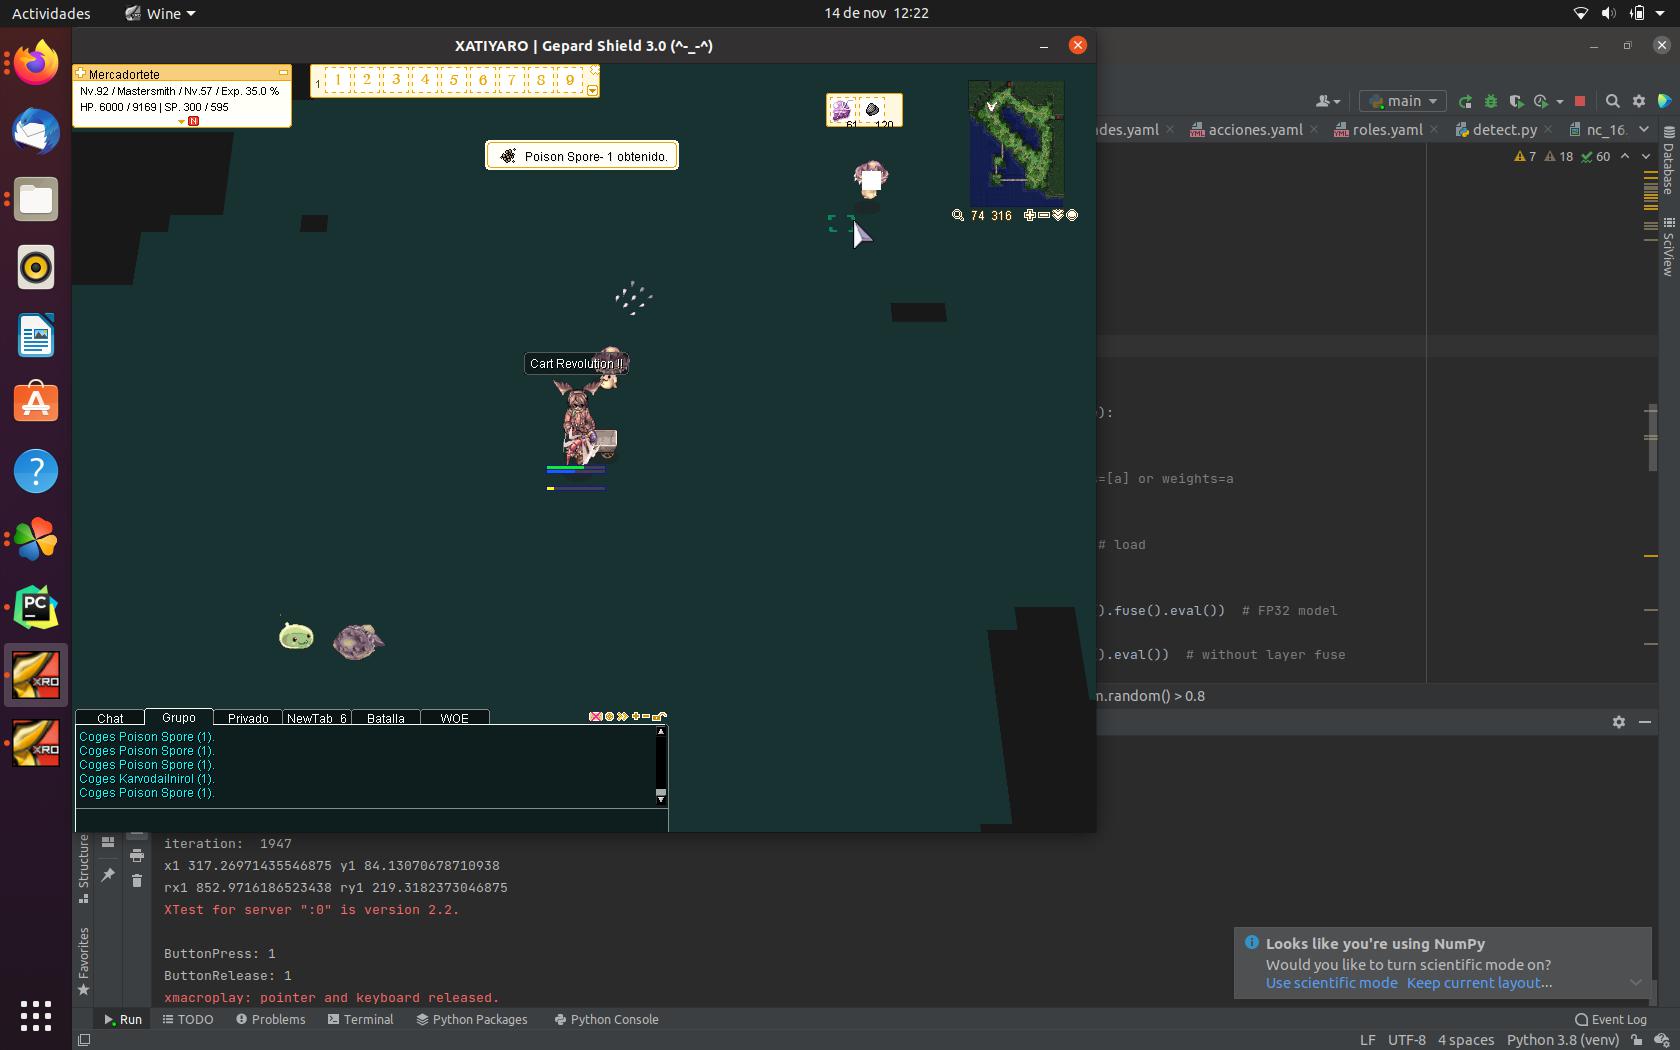 Actividades
Wine
14 de nov 12:22
XATIYARO | Gepard Shield 3.0 (^-_-^)
Mercadortete
Nv.92 / Mastersmith / Nv.57 / Exp. 35.0 %
HP. 6000 / 9169 | SP. 300 / 595
N
1
1 2 3 4 5 6 7 8 9
61 120
Poison Spore- 1 obtenido.
74 316
Cart Revolution !!
Chat
Grupo
Privado
NewTab_6
Batalla
WOE
Coges Poison Spore (1).
Coges Poison Spore (1).
Coges Poison Spore (1).
Coges Karvodailnirol (1).
Coges Poison Spore (1).
main
des.yaml
acciones.yaml
roles.yaml
detect.py
nc_16.
7 18 60
Database
SciView
):
=[a] or weights=a
# load
).fuse().eval()) # FP32 model
).eval()) # without layer fuse
m.random() > 0.8
PC
XRO
XRO
Structure
Favorites
iteration: 1947
x1 317.26971435546875 y1 84.13070678710938
rx1 852.9716186523438 ry1 219.3182373046875
XTest for server ":0" is version 2.2.
ButtonPress: 1
ButtonRelease: 1
xmacroplay: pointer and keyboard released.
Looks like you're using NumPy
Would you like to turn scientific mode on?
Use scientific mode Keep current layout...
Run
TODO
Problems
Terminal
Python Packages
Python Console
Event Log
LF UTF-8 4 spaces Python 3.8 (venv)